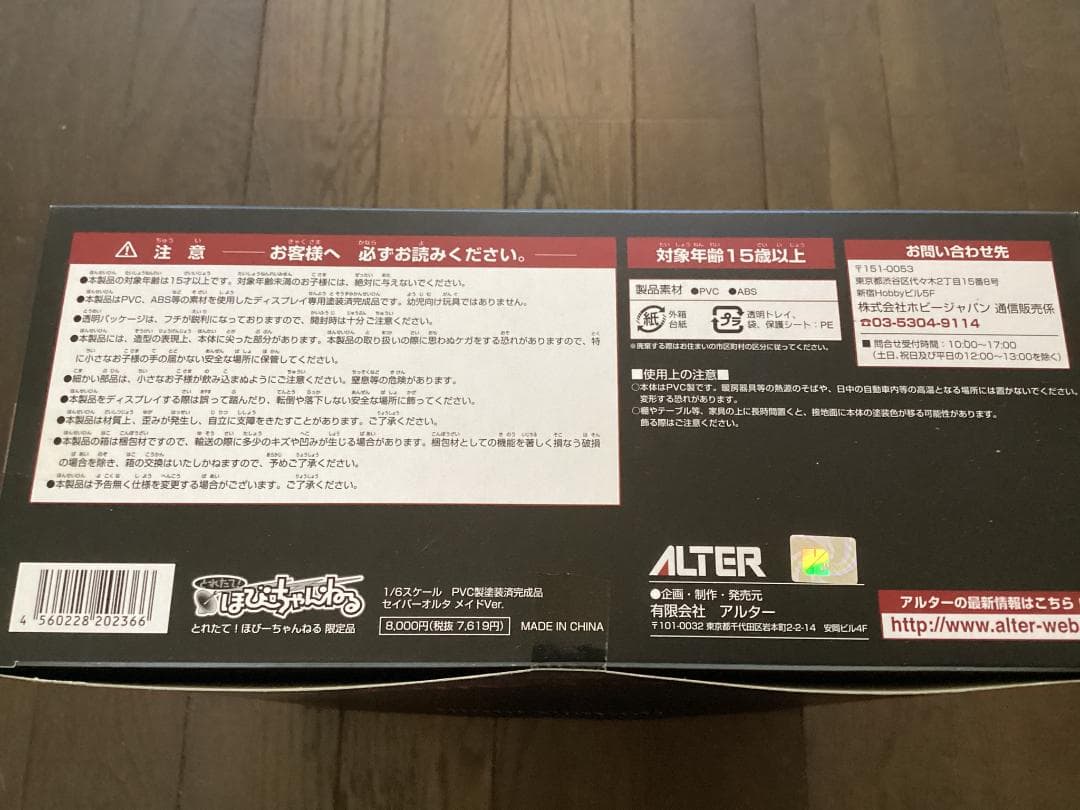 ⚠ 注意 ── お客様へ 必ずお読みください。──
●本製品の対象年齢は15才以上です。対象年齢未満のお子様には、絶対に与えないでください。
●本製品はPVC、ABS等の素材を使用したディスプレイ専用塗装済完成品です。幼児向け玩具ではありません。
●透明パッケージは、フチが鋭利になっておりますので、開封時は十分ご注意ください。
●本製品には、造型の表現上、本体に尖った部分があります。本製品の取り扱いの際に思わぬケガをする恐れがありますので、特
に小さなお子様の手の届かない安全な場所に保管してください。
●細かい部品は、小さなお子様が飲み込まぬようにご注意ください。窒息等の危険があります。
●本製品をディスプレイする際は誤って踏んだり、転倒や落下しない安全な場所に飾ってください。
●本製品は材質上、歪みが発生し、自立に支障をきたすことがあります。ご了承ください。
●本製品の箱は梱包材ですので、輸送の際に多少のキズや凹みが生じる場合があります。梱包材としての機能を著しく損なう破損
の場合を除き、箱の交換はいたしかねますので、予めご了承ください。
●本製品は予告無く仕様を変更する場合がございます。ご了承ください。
対象年齢15歳以上
製品素材 ●PVC ●ABS
紙 外箱
台紙
プラ 透明トレイ、
袋、保護シート：PE
※廃棄する際はお住まいの市区町村の区分に従ってください。
お問い合わせ先
〒151-0053
東京都渋谷区代々木2丁目15番8号
新宿Hobbyビル5F
株式会社ホビージャパン 通信販売係
☎03-5304-9114
■問合せ受付時間：10:00〜17:00
（土、祝日及び平日の12:00〜13:00を除く）
■使用上の注意■
○本体はPVC製です。暖房器具等の熱源のそばや、日中の自動車内等の高温となる場所には置かないでください。
変形する恐れがあります。
○棚やテーブル等、家具の上に長時間置くと、接地面に本体の塗装色が移る可能性があります。
飾る際はご注意ください。
4 560228 202366
とれたて！
ほびーちゃんねる
とれたて！ほびーちゃんねる 限定品
1/6スケール PVC製塗装済完成品
セイバーオルタ メイドVer.
8,000円(税抜 7,619円) MADE IN CHINA
ALTER
●企画・制作・発売元
有限会社 アルター
〒101-0032 東京都千代田区岩本町2-2-14 安岡ビル4F
アルターの最新情報はこちら
http://www.alter-web